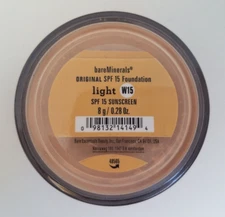 bareMinerals®
ORIGINAL SPF 15 Foundation
light W15
SPF 15 SUNSCREEN
8 g / 0.28 Oz.
0 98132 14149 4